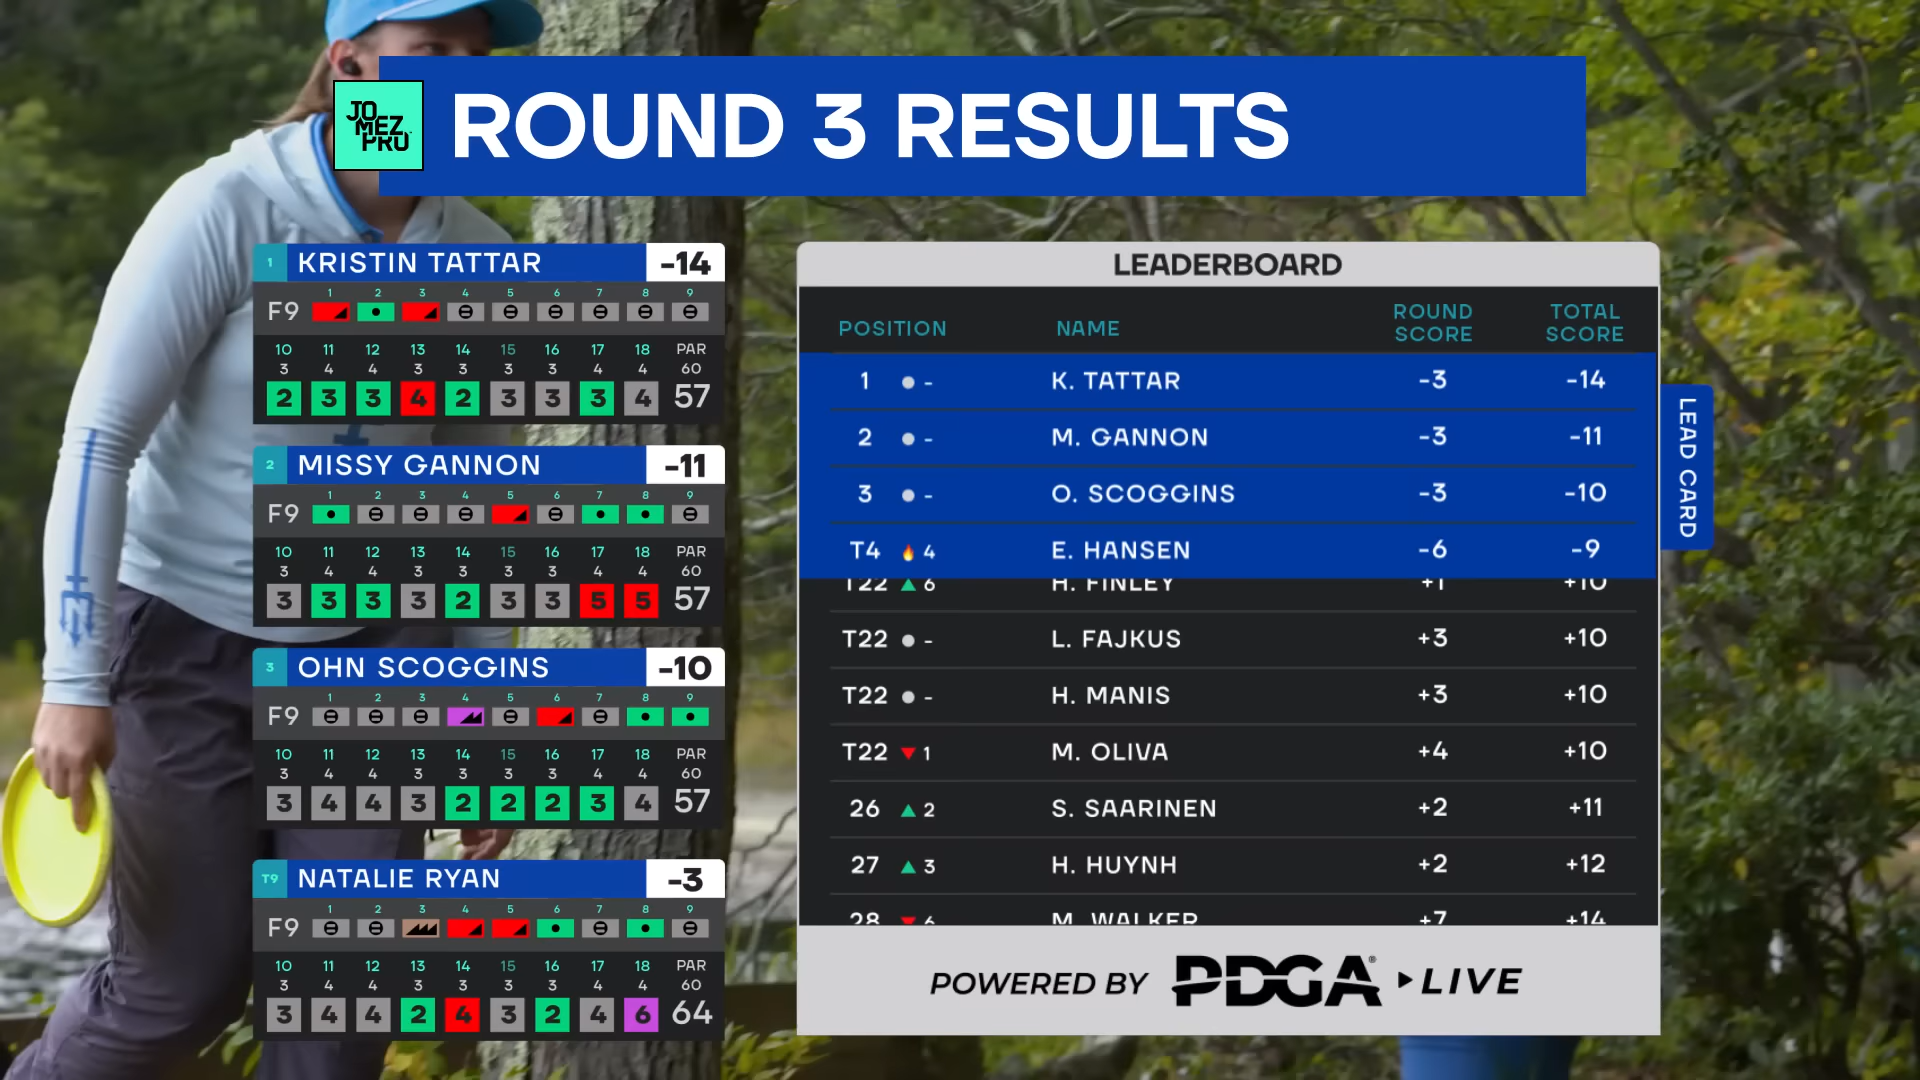 JO
MEZ
PRO
ROUND 3 RESULTS
1 KRISTIN TATTAR -14
1 2 3 4 5 6 7 8 9
F9
10 11 12 13 14 15 16 17 18 PAR
3 4 4 3 3 3 3 4 4 60
2 3 3 4 2 3 3 3 4 57
2 MISSY GANNON -11
1 2 3 4 5 6 7 8 9
F9
10 11 12 13 14 15 16 17 18 PAR
3 4 4 3 3 3 3 4 4 60
3 3 3 3 2 3 3 5 5 57
3 OHN SCOGGINS -10
1 2 3 4 5 6 7 8 9
F9
10 11 12 13 14 15 16 17 18 PAR
3 4 4 3 3 3 3 4 4 60
3 4 4 3 2 2 2 3 4 57
T9 NATALIE RYAN -3
1 2 3 4 5 6 7 8 9
F9
10 11 12 13 14 15 16 17 18 PAR
3 4 4 3 3 3 3 4 4 60
3 4 4 2 4 3 2 4 6 64
LEADERBOARD
POSITION NAME ROUND SCORE TOTAL SCORE
1 - K. TATTAR -3 -14
2 - M. GANNON -3 -11
3 - O. SCOGGINS -3 -10
T4 4 E. HANSEN -6 -9
T22 6 H. FINLEY +1 +10
T22 - L. FAJKUS +3 +10
T22 - H. MANIS +3 +10
T22 1 M. OLIVA +4 +10
26 2 S. SAARINEN +2 +11
27 3 H. HUYNH +2 +12
28 6 M. WALKER +7 +14
LEAD CARD
POWERED BY PDGA® LIVE